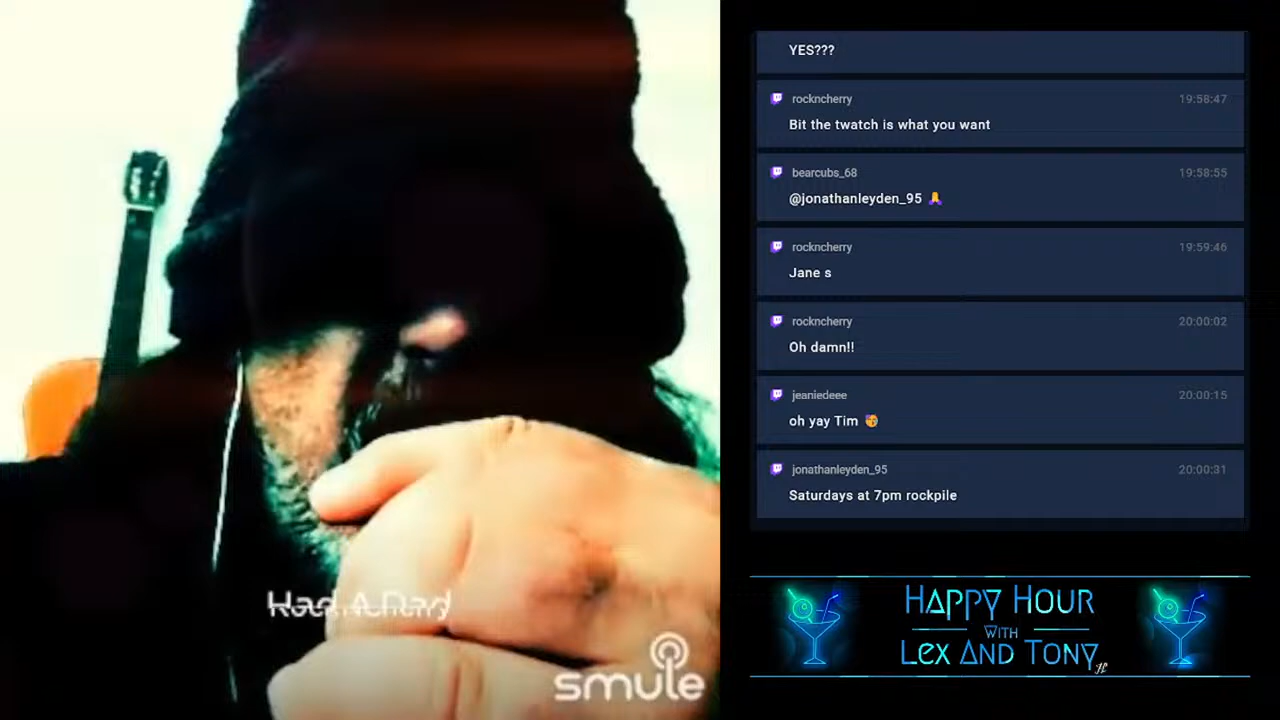 Had A Dad
smule
YES???
rockncherry 19:58:47
Bit the twatch is what you want
bearcubs_68 19:58:55
@jonathanleyden_95 🙏
rockncherry 19:59:46
Jane s
rockncherry 20:00:02
Oh damn!!
jeaniedeee 20:00:15
oh yay Tim 🥳
jonathanleyden_95 20:00:31
Saturdays at 7pm rockpile
HAPPY HOUR
WITH
LEX AND TONY